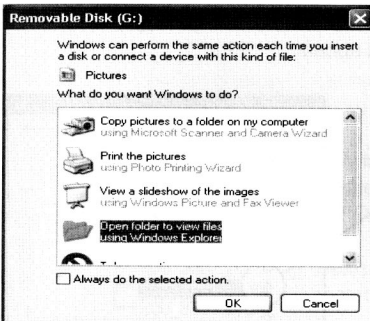 Removable Disk (G:)
Windows can perform the same action each time you insert
a disk or connect a device with this kind of file:
Pictures
What do you want Windows to do?
Copy pictures to a folder on my computer
using Microsoft Scanner and Camera Wizard
Print the pictures
using Photo Printing Wizard
View a slideshow of the images
using Windows Picture and Fax Viewer
Open folder to view files
using Windows Explorer
Always do the selected action.
OK
Cancel